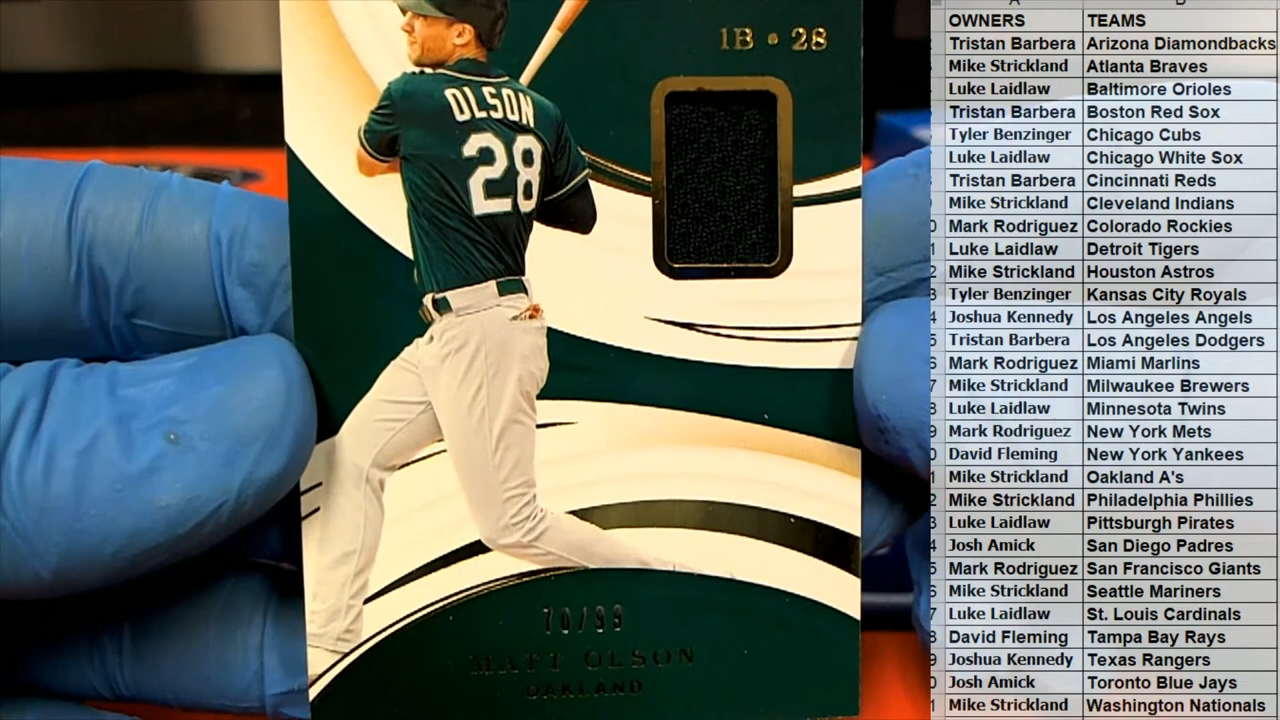 1B • 28
OLSON
28
70/99
MATT OLSON
OAKLAND
OWNERS TEAMS
Tristan Barbera Arizona Diamondbacks
Mike Strickland Atlanta Braves
Luke Laidlaw Baltimore Orioles
Tristan Barbera Boston Red Sox
Tyler Benzinger Chicago Cubs
Luke Laidlaw Chicago White Sox
Tristan Barbera Cincinnati Reds
Mike Strickland Cleveland Indians
Mark Rodriguez Colorado Rockies
Luke Laidlaw Detroit Tigers
Mike Strickland Houston Astros
Tyler Benzinger Kansas City Royals
Joshua Kennedy Los Angeles Angels
Tristan Barbera Los Angeles Dodgers
Mark Rodriguez Miami Marlins
Mike Strickland Milwaukee Brewers
Luke Laidlaw Minnesota Twins
Mark Rodriguez New York Mets
David Fleming New York Yankees
Mike Strickland Oakland A's
Mike Strickland Philadelphia Phillies
Luke Laidlaw Pittsburgh Pirates
Josh Amick San Diego Padres
Mark Rodriguez San Francisco Giants
Mike Strickland Seattle Mariners
Luke Laidlaw St. Louis Cardinals
David Fleming Tampa Bay Rays
Joshua Kennedy Texas Rangers
Josh Amick Toronto Blue Jays
Mike Strickland Washington Nationals